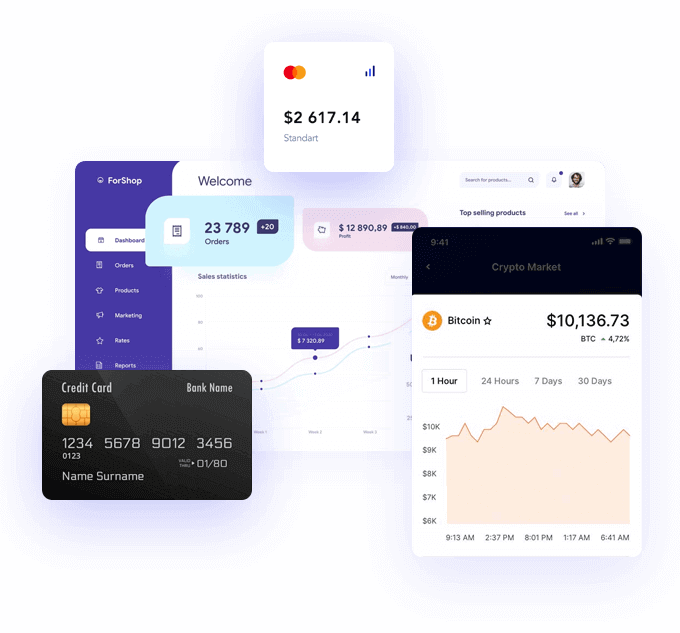 $2 617.14
Standart
ForShop
Welcome
Search for products...
Dashboard
Orders
Products
Marketing
Rates
Reports
23 789
+20
Orders
$ 12 890,89
+$ 840,00
Profit
Top selling products
See all
Sales statistics
Monthly
100
80
60
$ 7 320,89
Week 1
Week 2
Week 3
9:41
Crypto Market
Bitcoin
$10,136.73
BTC
4,72%
1 Hour
24 Hours
7 Days
30 Days
$10K
$9K
$8K
$7K
$6K
9:13 AM
2:37 PM
8:01 PM
1:17 AM
6:41 AM
Credit Card
Bank Name
1234 5678 9012 3456
0123
VALID
THRU
01/80
Name Surname